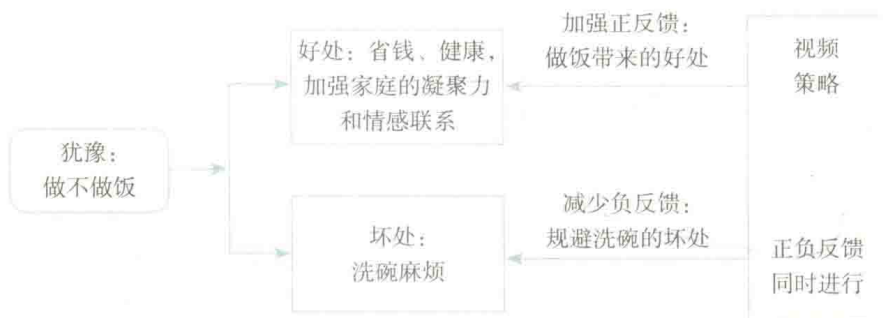 犹豫：
做不做饭
好处：省钱、健康，
加强家庭的凝聚力
和情感联系
坏处：
洗碗麻烦
加强正反馈：
做饭带来的好处
减少负反馈：
规避洗碗的坏处
视频
策略
正负反馈
同时进行